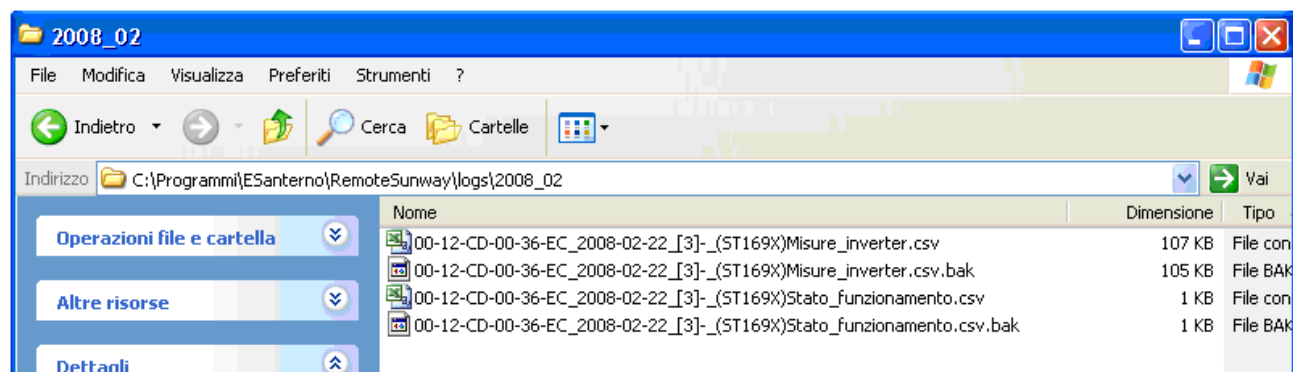 2008_02
File Modifica Visualizza Preferiti Strumenti ?
Indietro Cerca Cartelle
Indirizzo C:\Programmi\ESanterno\RemoteSunway\logs\2008_02 Vai
Nome Dimensione Tipo
Operazioni file e cartella
Altre risorse
Dettagli
00-12-CD-00-36-EC_2008-02-22_[3]-_(ST169X)Misure_inverter.csv 107 KB File con
00-12-CD-00-36-EC_2008-02-22_[3]-_(ST169X)Misure_inverter.csv.bak 105 KB File BAK
00-12-CD-00-36-EC_2008-02-22_[3]-_(ST169X)Stato_funzionamento.csv 1 KB File con
00-12-CD-00-36-EC_2008-02-22_[3]-_(ST169X)Stato_funzionamento.csv.bak 1 KB File BAK